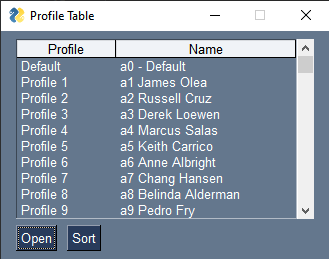 Profile Table
Profile Name
Default a0 - Default
Profile 1 a1 James Olea
Profile 2 a2 Russell Cruz
Profile 3 a3 Derek Loewen
Profile 4 a4 Marcus Salas
Profile 5 a5 Keith Carrico
Profile 6 a6 Anne Albright
Profile 7 a7 Chang Hansen
Profile 8 a8 Belinda Alderman
Profile 9 a9 Pedro Fry
Open Sort